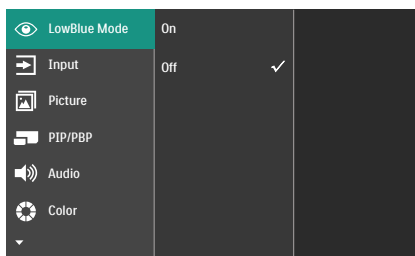 LowBlue Mode
On
Input
Off
Picture
PIP/PBP
Audio
Color